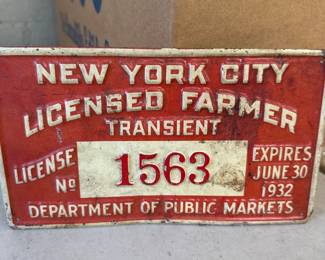 NEW YORK CITY
LICENSED FARMER
TRANSIENT
LICENSE
No
1563
EXPIRES
JUNE 30
1932
DEPARTMENT OF PUBLIC MARKETS